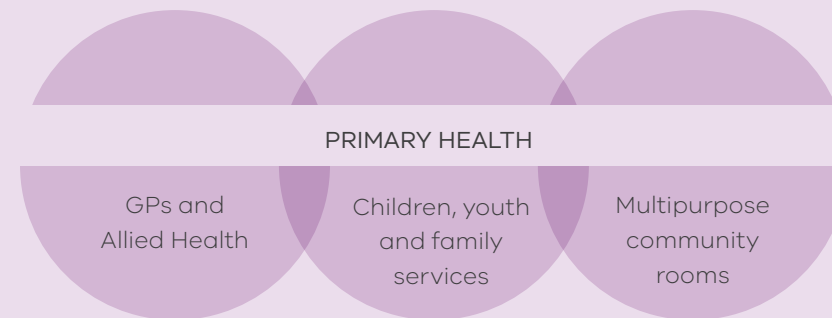 PRIMARY HEALTH
GPs and
Allied Health
Children, youth
and family
services
Multipurpose
community
rooms